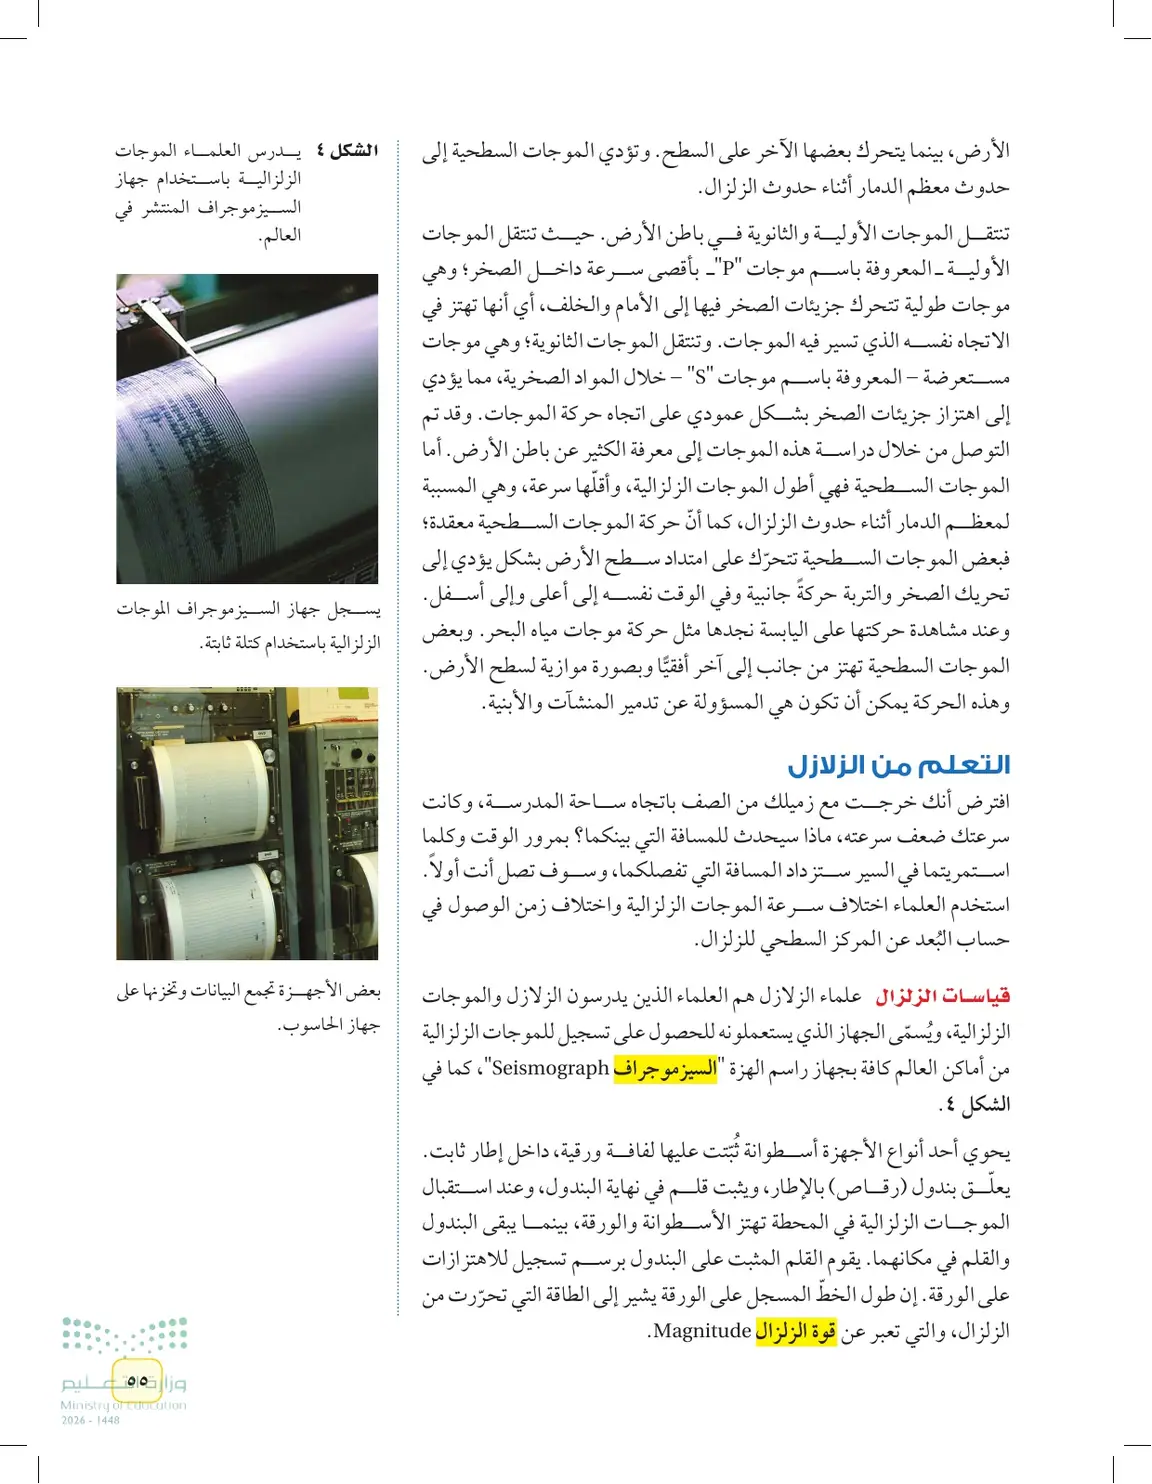 الأرض، بينما يتحرك بعضها الآخر على السطح. وتؤدي الموجات السطحية إلى
حدوث معظم الدمار أثناء حدوث الزلزال.
تنتقل الموجات الأولية والثانوية في باطن الأرض. حيث تنتقل الموجات
الأولية ـ المعروفة باسم موجات "P"ـ بأقصى سرعة داخل الصخر؛ وهي
موجات طولية تتحرك جزيئات الصخر فيها إلى الأمام والخلف، أي أنها تهتز في
الاتجاه نفسه الذي تسير فيه الموجات. وتنتقل الموجات الثانوية؛ وهي موجات
مستعرضة – المعروفة باسم موجات "S" – خلال المواد الصخرية، مما يؤدي
إلى اهتزاز جزيئات الصخر بشكل عمودي على اتجاه حركة الموجات. وقد تم
التوصل من خلال دراسة هذه الموجات إلى معرفة الكثير عن باطن الأرض. أما
الموجات السطحية فهي أطول الموجات الزلزالية، وأقلّها سرعة، وهي المسببة
لمعظم الدمار أثناء حدوث الزلزال، كما أنّ حركة الموجات السطحية معقدة؛
فبعض الموجات السطحية تتحرّك على امتداد سطح الأرض بشكل يؤدي إلى
تحريك الصخر والتربة حركةً جانبية وفي الوقت نفسه إلى أعلى وإلى أسفل.
وعند مشاهدة حركتها على اليابسة نجدها مثل حركة موجات مياه البحر. وبعض
الموجات السطحية تهتز من جانب إلى آخر أفقيًّا وبصورة موازية لسطح الأرض.
وهذه الحركة يمكن أن تكون هي المسؤولة عن تدمير المنشآت والأبنية.
التعلم من الزلازل
افترض أنك خرجت مع زميلك من الصف باتجاه ساحة المدرسة، وكانت
سرعتك ضعف سرعته، ماذا سيحدث للمسافة التي بينكما؟ بمرور الوقت وكلما
استمريتما في السير ستزداد المسافة التي تفصلكما، وسوف تصل أنت أولاً.
استخدم العلماء اختلاف سرعة الموجات الزلزالية واختلاف زمن الوصول في
حساب البُعد عن المركز السطحي للزلزال.
قياسات الزلزال علماء الزلازل هم العلماء الذين يدرسون الزلازل والموجات
الزلزالية، ويُسمّى الجهاز الذي يستعملونه للحصول على تسجيل للموجات الزلزالية
من أماكن العالم كافة بجهاز راسم الهزة "السيزموجراف Seismograph"، كما في
الشكل ٤.
يحوي أحد أنواع الأجهزة أسطوانة ثُبّتت عليها لفافة ورقية، داخل إطار ثابت.
يعلّق بندول (رقاص) بالإطار، ويثبت قلم في نهاية البندول، وعند استقبال
الموجات الزلزالية في المحطة تهتز الأسطوانة والورقة، بينما يبقى البندول
والقلم في مكانهما. يقوم القلم المثبت على البندول برسم تسجيل للاهتزازات
على الورقة. إن طول الخطّ المسجل على الورقة يشير إلى الطاقة التي تحرّرت من
الزلزال، والتي تعبر عن قوة الزلزال Magnitude.
الشكل ٤ يدرس العلماء الموجات
الزلزالية باستخدام جهاز
السيزموجراف المنتشر في
العالم.
يسجل جهاز السيزموجراف الموجات
الزلزالية باستخدام كتلة ثابتة.
بعض الأجهزة تجمع البيانات وتخزنها على
جهاز الحاسوب.
وزارة التعليم
٥٥
Ministry of Education
2026 - 1448